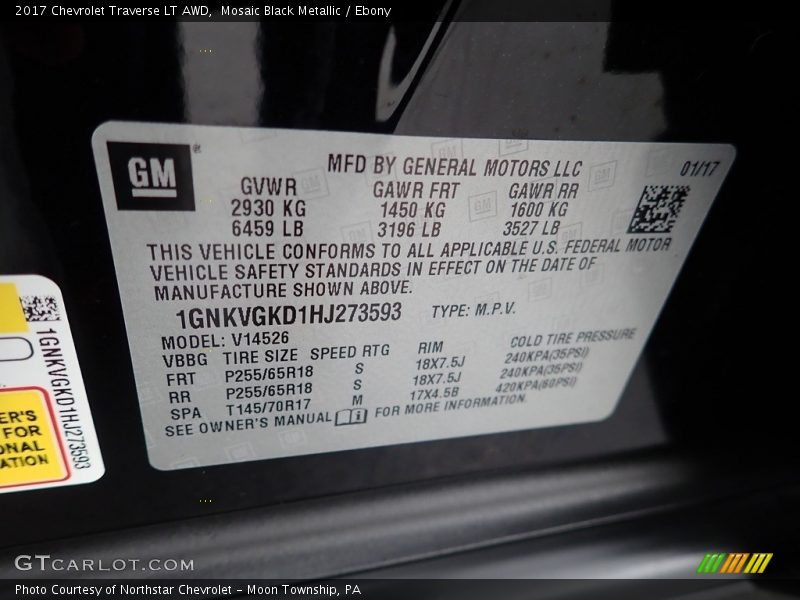 2017 Chevrolet Traverse LT AWD, Mosaic Black Metallic / Ebony
GM®
MFD BY GENERAL MOTORS LLC
01/17
GVWR GAWR FRT GAWR RR
2930 KG 1450 KG 1600 KG
6459 LB 3196 LB 3527 LB
THIS VEHICLE CONFORMS TO ALL APPLICABLE U.S. FEDERAL MOTOR
VEHICLE SAFETY STANDARDS IN EFFECT ON THE DATE OF
MANUFACTURE SHOWN ABOVE.
1GNKVGKD1HJ273593 TYPE: M.P.V.
MODEL: V14526
VBBG TIRE SIZE SPEED RTG RIM COLD TIRE PRESSURE
FRT P255/65R18 S 18X7.5J 240KPA(35PSI)
RR P255/65R18 S 18X7.5J 240KPA(35PSI)
SPA T145/70R17 M 17X4.5B 420KPA(60PSI)
SEE OWNER'S MANUAL FOR MORE INFORMATION.
1GNKVGKD1HJ273593
ER'S
FOR
ONAL
ATION
GTCARLOT.COM
Photo Courtesy of Northstar Chevrolet – Moon Township, PA